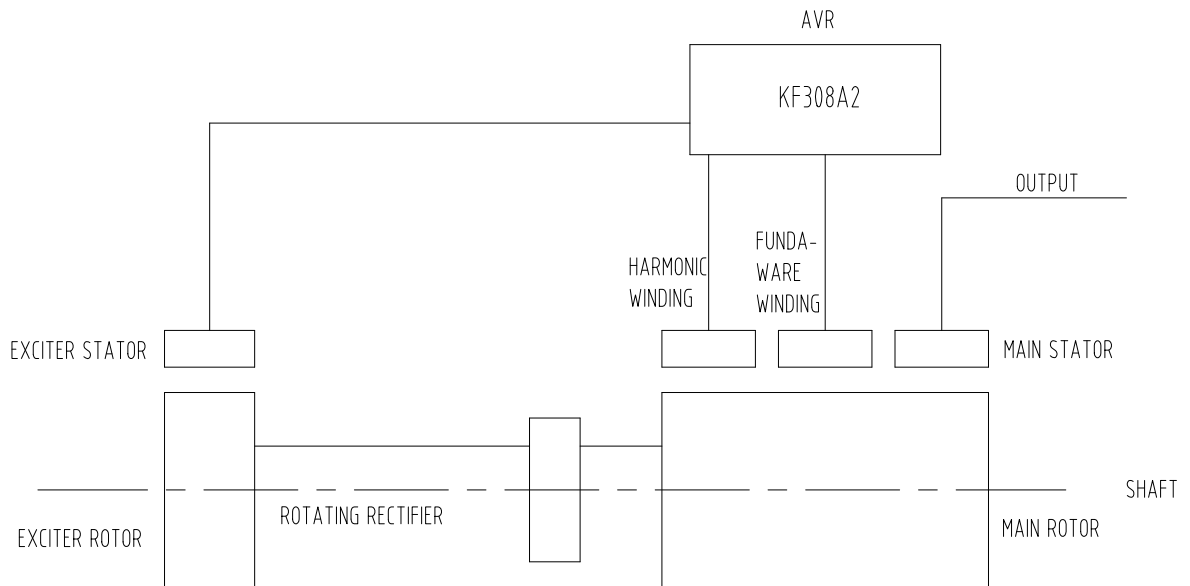 AVR
KF308A2
OUTPUT
HARMONIC
WINDING
FUNDA-
WARE
WINDING
EXCITER STATOR
MAIN STATOR
SHAFT
ROTATING RECTIFIER
EXCITER ROTOR
MAIN ROTOR